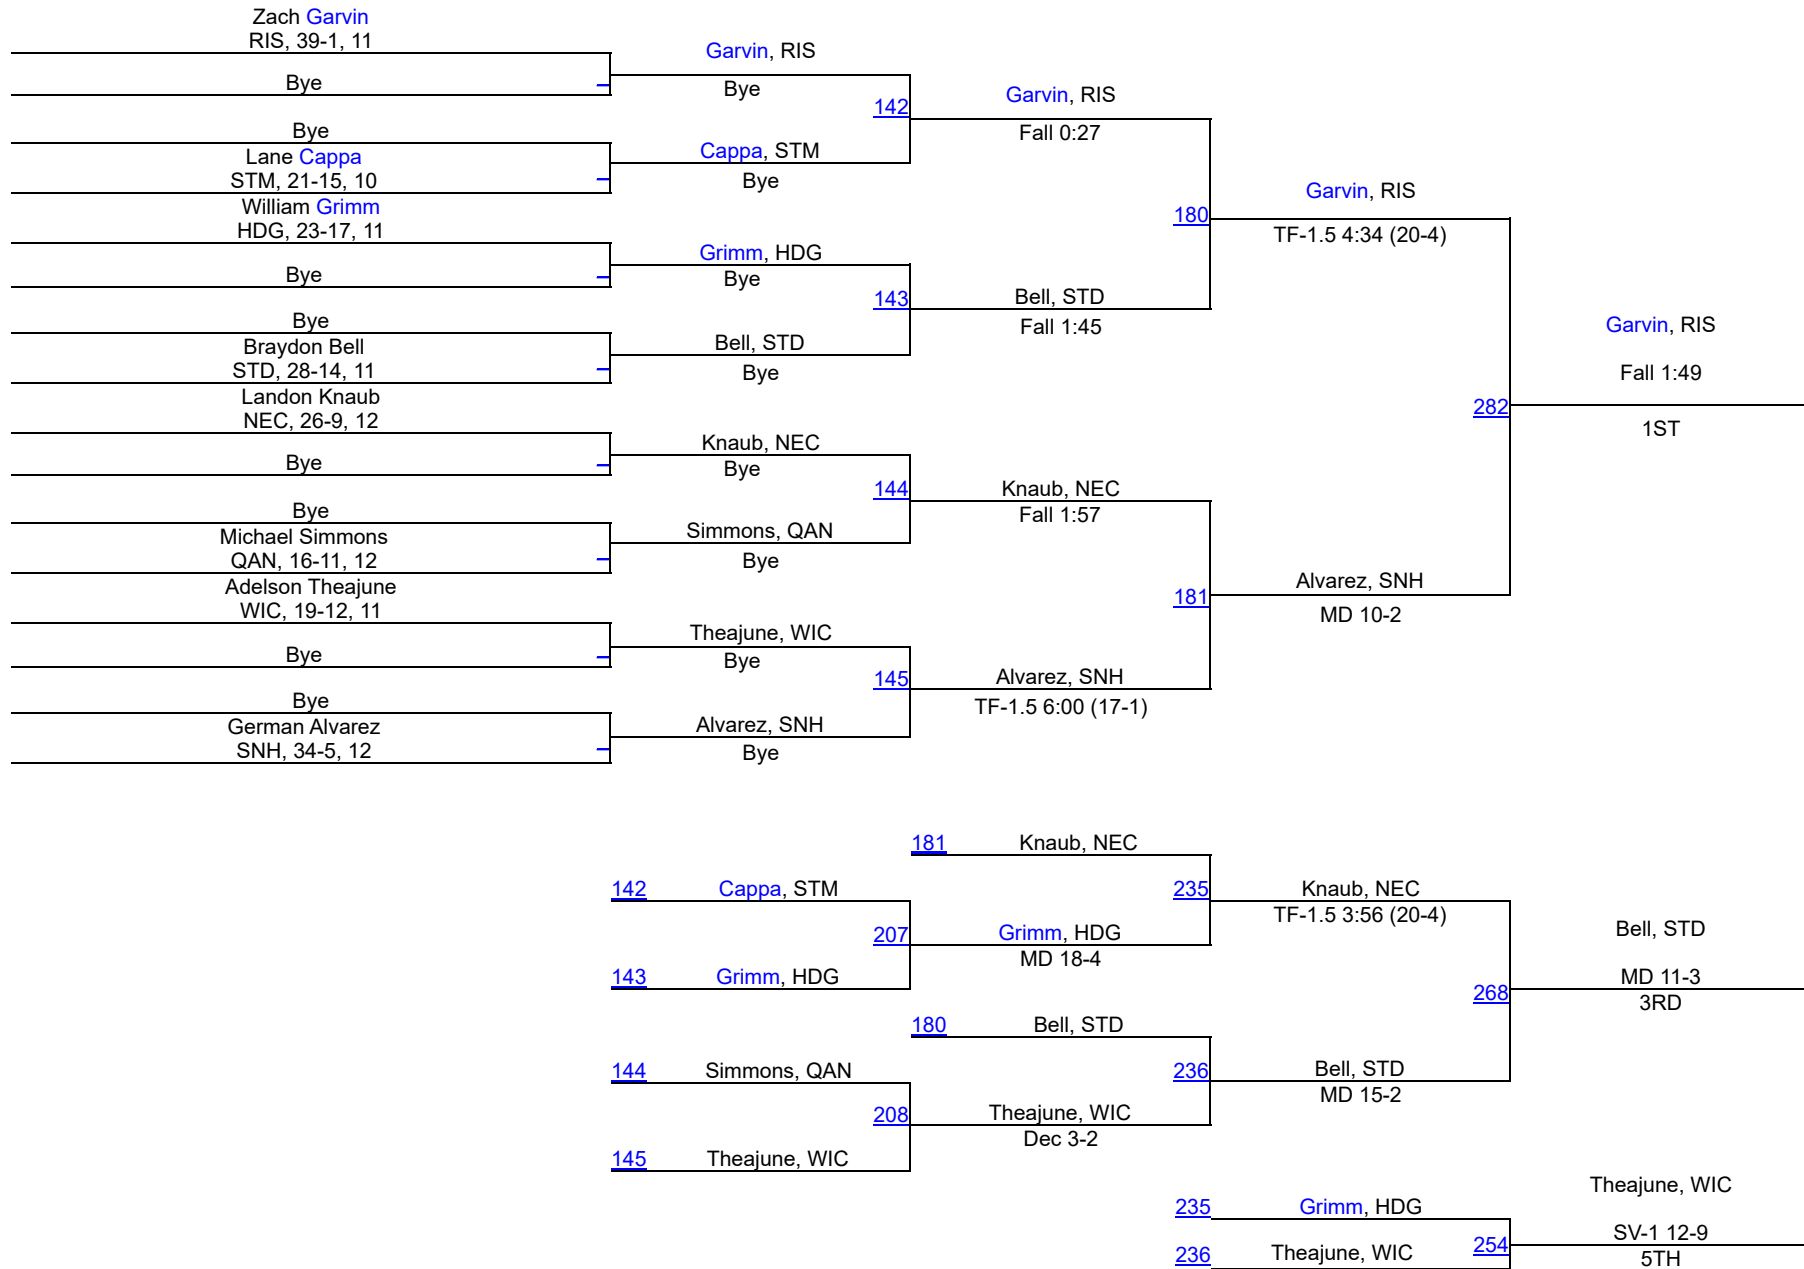 Zach Garvin
RIS, 39-1, 11
Bye
Bye
Lane Cappa
STM, 21-15, 10
William Grimm
HDG, 23-17, 11
Bye
Bye
Braydon Bell
STD, 28-14, 11
Landon Knaub
NEC, 26-9, 12
Bye
Bye
Michael Simmons
QAN, 16-11, 12
Adelson Theajune
WIC, 19-12, 11
Bye
Bye
German Alvarez
SNH, 34-5, 12
Garvin, RIS
Bye
142
Cappa, STM
Bye
Grimm, HDG
Bye
143
Bell, STD
Bye
Knaub, NEC
Bye
144
Simmons, QAN
Bye
Theajune, WIC
Bye
145
Alvarez, SNH
Bye
Garvin, RIS
Fall 0:27
180
Bell, STD
Fall 1:45
Knaub, NEC
Fall 1:57
181
Alvarez, SNH
TF-1.5 6:00 (17-1)
Garvin, RIS
TF-1.5 4:34 (20-4)
282
Alvarez, SNH
MD 10-2
Garvin, RIS
Fall 1:49
1ST
181 Knaub, NEC
142 Cappa, STM
235
Knaub, NEC
TF-1.5 3:56 (20-4)
207
Grimm, HDG
MD 18-4
143 Grimm, HDG
Bell, STD
MD 11-3
268
3RD
180 Bell, STD
144 Simmons, QAN
236
Bell, STD
MD 15-2
208
Theajune, WIC
Dec 3-2
145 Theajune, WIC
235 Grimm, HDG
236 Theajune, WIC
254
Theajune, WIC
SV-1 12-9
5TH